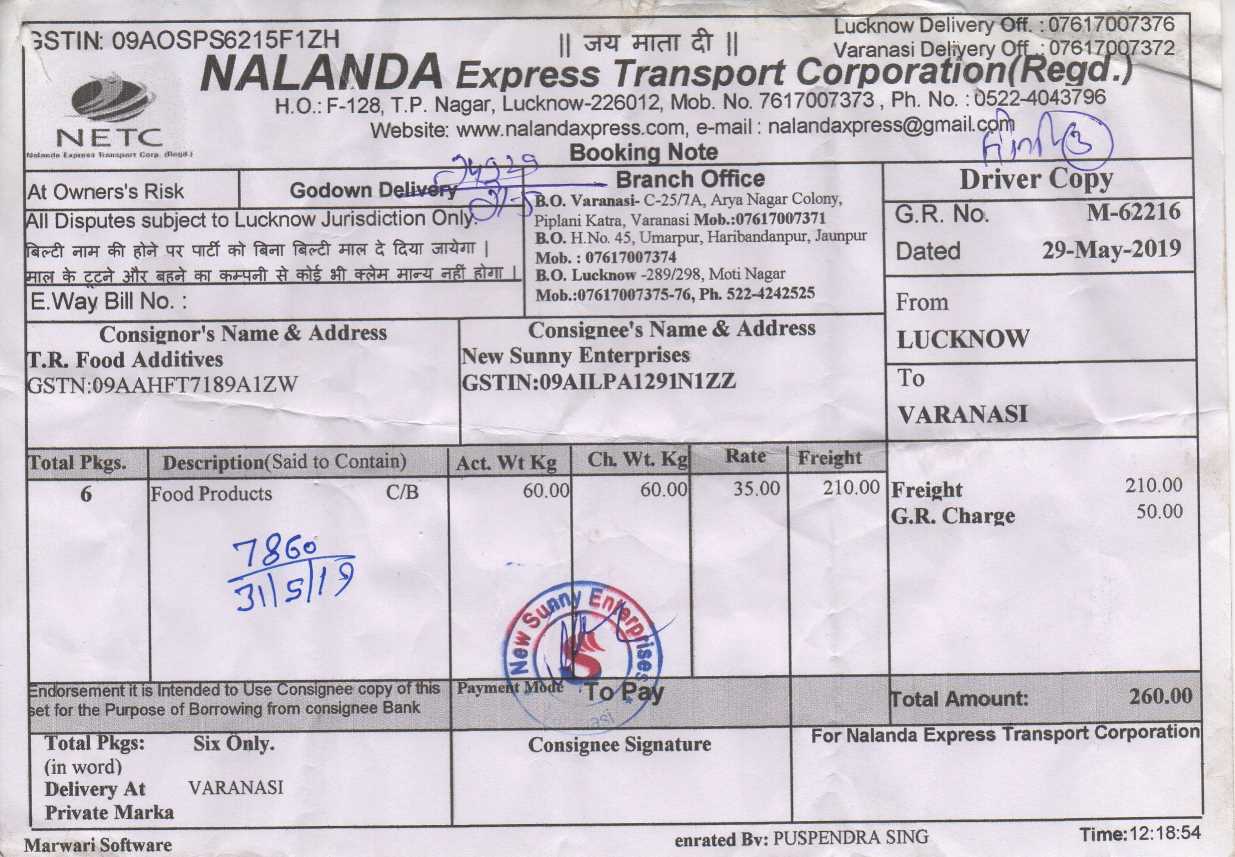 GSTIN: 09AOSPS6215F1ZH
|| जय माता दी ||
Lucknow Delivery Off. : 07617007376
Varanasi Delivery Off. : 07617007372
NALANDA Express Transport Corporation(Regd.)
NETC
Nalanda Express Transport Corp. (Regd.)
H.O.: F-128, T.P. Nagar, Lucknow-226012, Mob. No. 7617007373 , Ph. No. : 0522-4043796
Website: www.nalandaxpress.com, e-mail : nalandaxpress@gmail.com
Booking Note
At Owners's Risk
Godown Delivery
All Disputes subject to Lucknow Jurisdiction Only.
बिल्टी नाम की होने पर पार्टी को बिना बिल्टी माल दे दिया जायेगा |
माल के टूटने और बहने का कम्पनी से कोई भी क्लेम मान्य नहीं होगा |
E.Way Bill No. :
Branch Office
B.O. Varanasi- C-25/7A, Arya Nagar Colony,
Piplani Katra, Varanasi Mob.:07617007371
B.O. H.No. 45, Umarpur, Haribandanpur, Jaunpur
Mob. : 07617007374
B.O. Lucknow -289/298, Moti Nagar
Mob.:07617007375-76, Ph. 522-4242525
Driver Copy
G.R. No. M-62216
Dated 29-May-2019
From
LUCKNOW
To
VARANASI
Consignor's Name & Address
T.R. Food Additives
GSTN:09AAHFT7189A1ZW
Consignee's Name & Address
New Sunny Enterprises
GSTIN:09AILPA1291N1ZZ
Total Pkgs. Description(Said to Contain) Act. Wt Kg Ch. Wt. Kg Rate Freight
6 Food Products C/B 60.00 60.00 35.00 210.00
Freight 210.00
G.R. Charge 50.00
7860
31/5/19
New Sunny Enterprises
Endorsement it is Intended to Use Consignee copy of this
set for the Purpose of Borrowing from consignee Bank
Payment Mode To Pay
Total Amount: 260.00
Total Pkgs: Six Only.
(in word)
Delivery At VARANASI
Private Marka
Consignee Signature
For Nalanda Express Transport Corporation
Marwari Software
enrated By: PUSPENDRA SING
Time:12:18:54